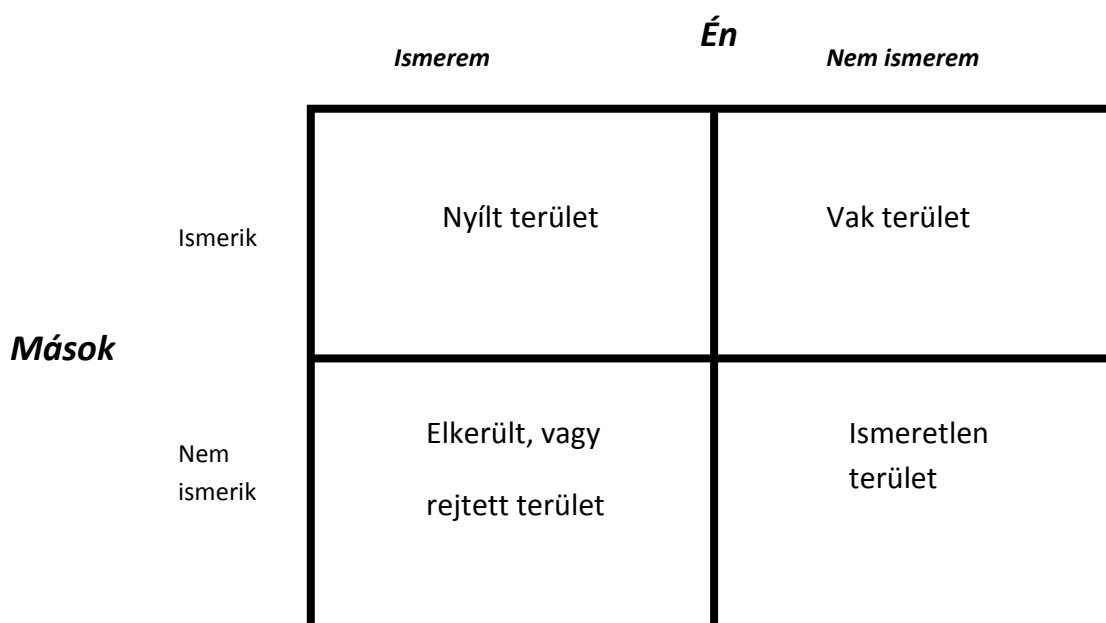 Én
Ismerem
Nem ismerem
Nyílt terület
Vak terület
Ismerik
Mások
Elkerült, vagy
rejtett terület
Ismeretlen
terület
Nem
ismerik